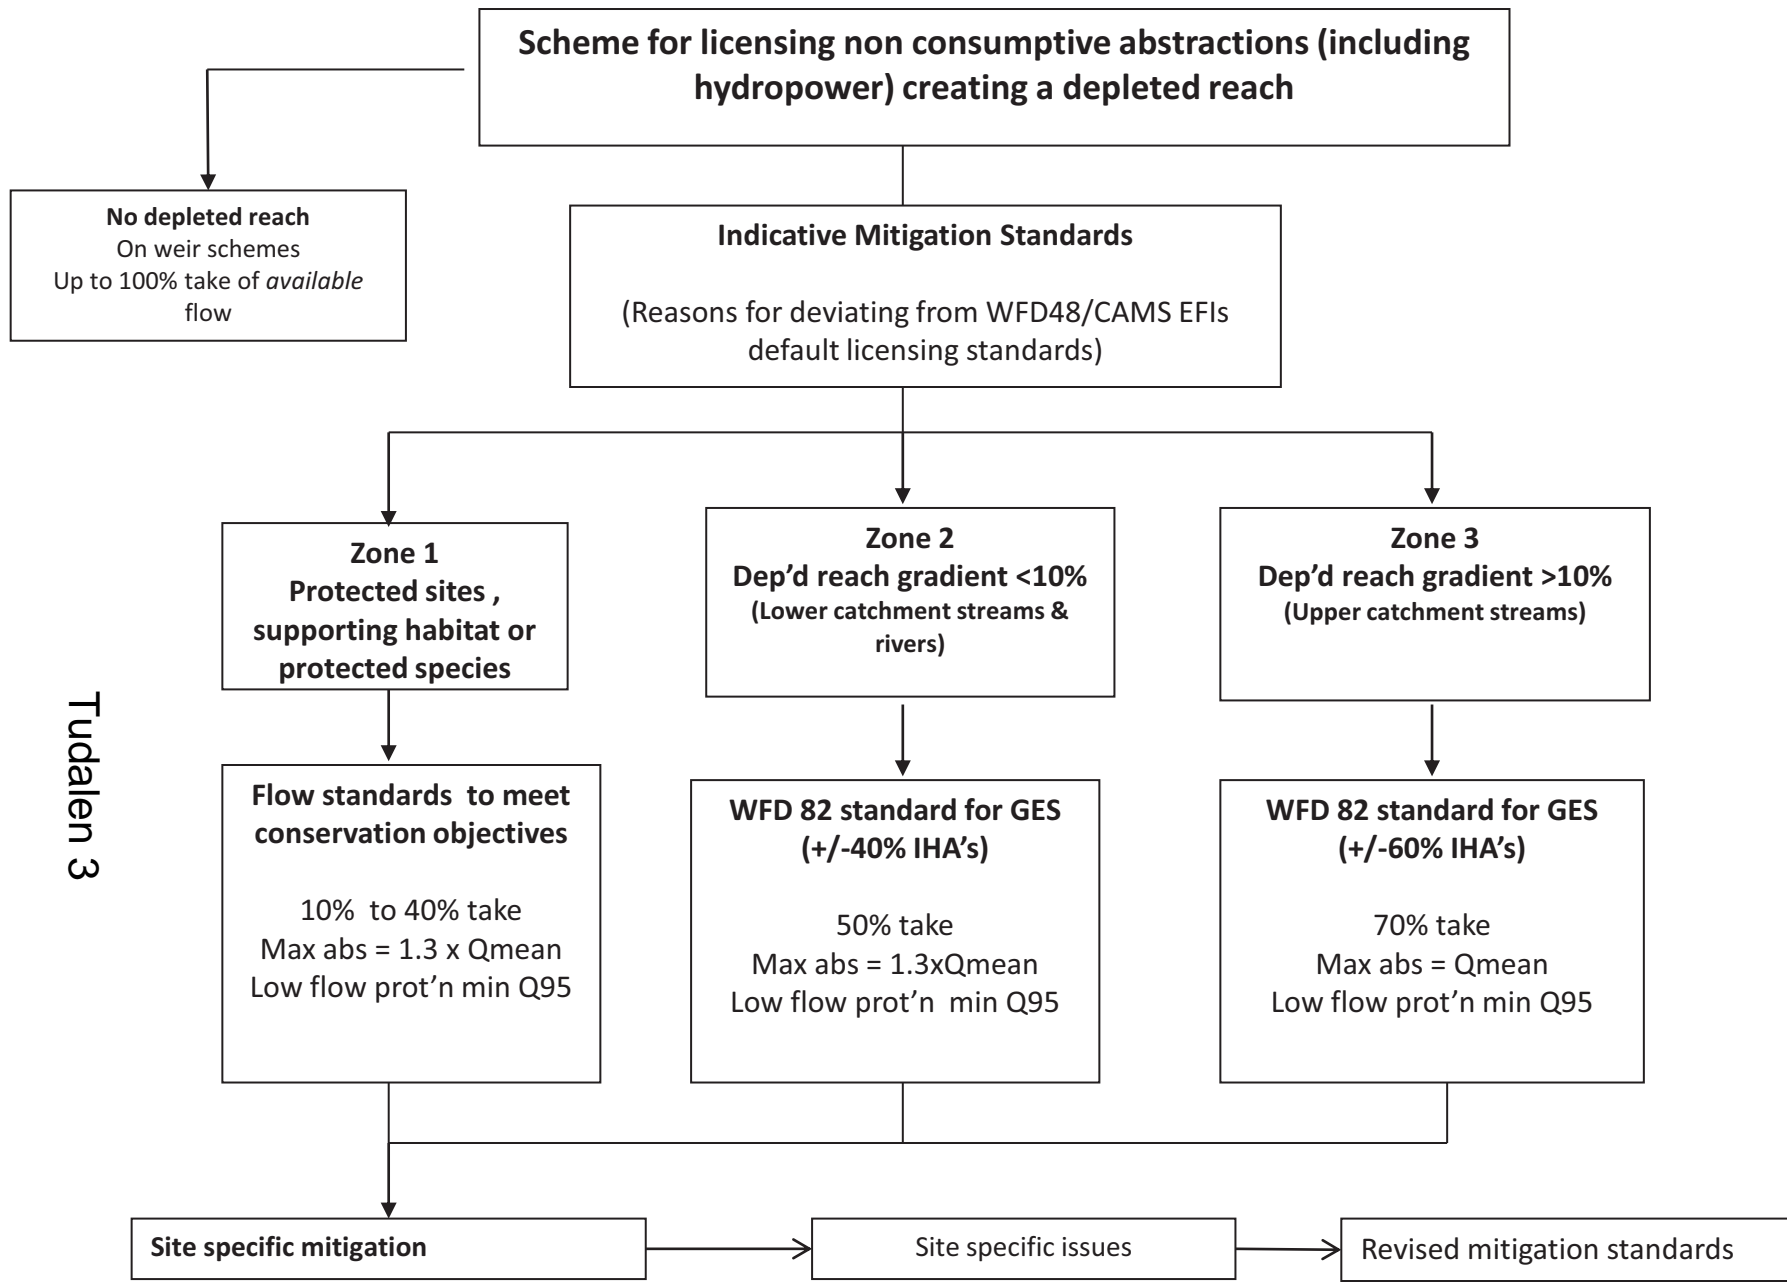 Scheme for licensing non consumptive abstractions (including
hydropower) creating a depleted reach
No depleted reach
On weir schemes
Up to 100% take of available
flow
Indicative Mitigation Standards
(Reasons for deviating from WFD48/CAMS EFIs
default licensing standards)
Zone 1
Protected sites ,
supporting habitat or
protected species
Zone 2
Dep’d reach gradient <10%
(Lower catchment streams &
rivers)
Zone 3
Dep’d reach gradient >10%
(Upper catchment streams)
Flow standards to meet
conservation objectives
10% to 40% take
Max abs = 1.3 x Qmean
Low flow prot’n min Q95
WFD 82 standard for GES
(+/-40% IHA’s)
50% take
Max abs = 1.3xQmean
Low flow prot’n min Q95
WFD 82 standard for GES
(+/-60% IHA’s)
70% take
Max abs = Qmean
Low flow prot’n min Q95
Site specific mitigation
Site specific issues
Revised mitigation standards
Tudalen 3